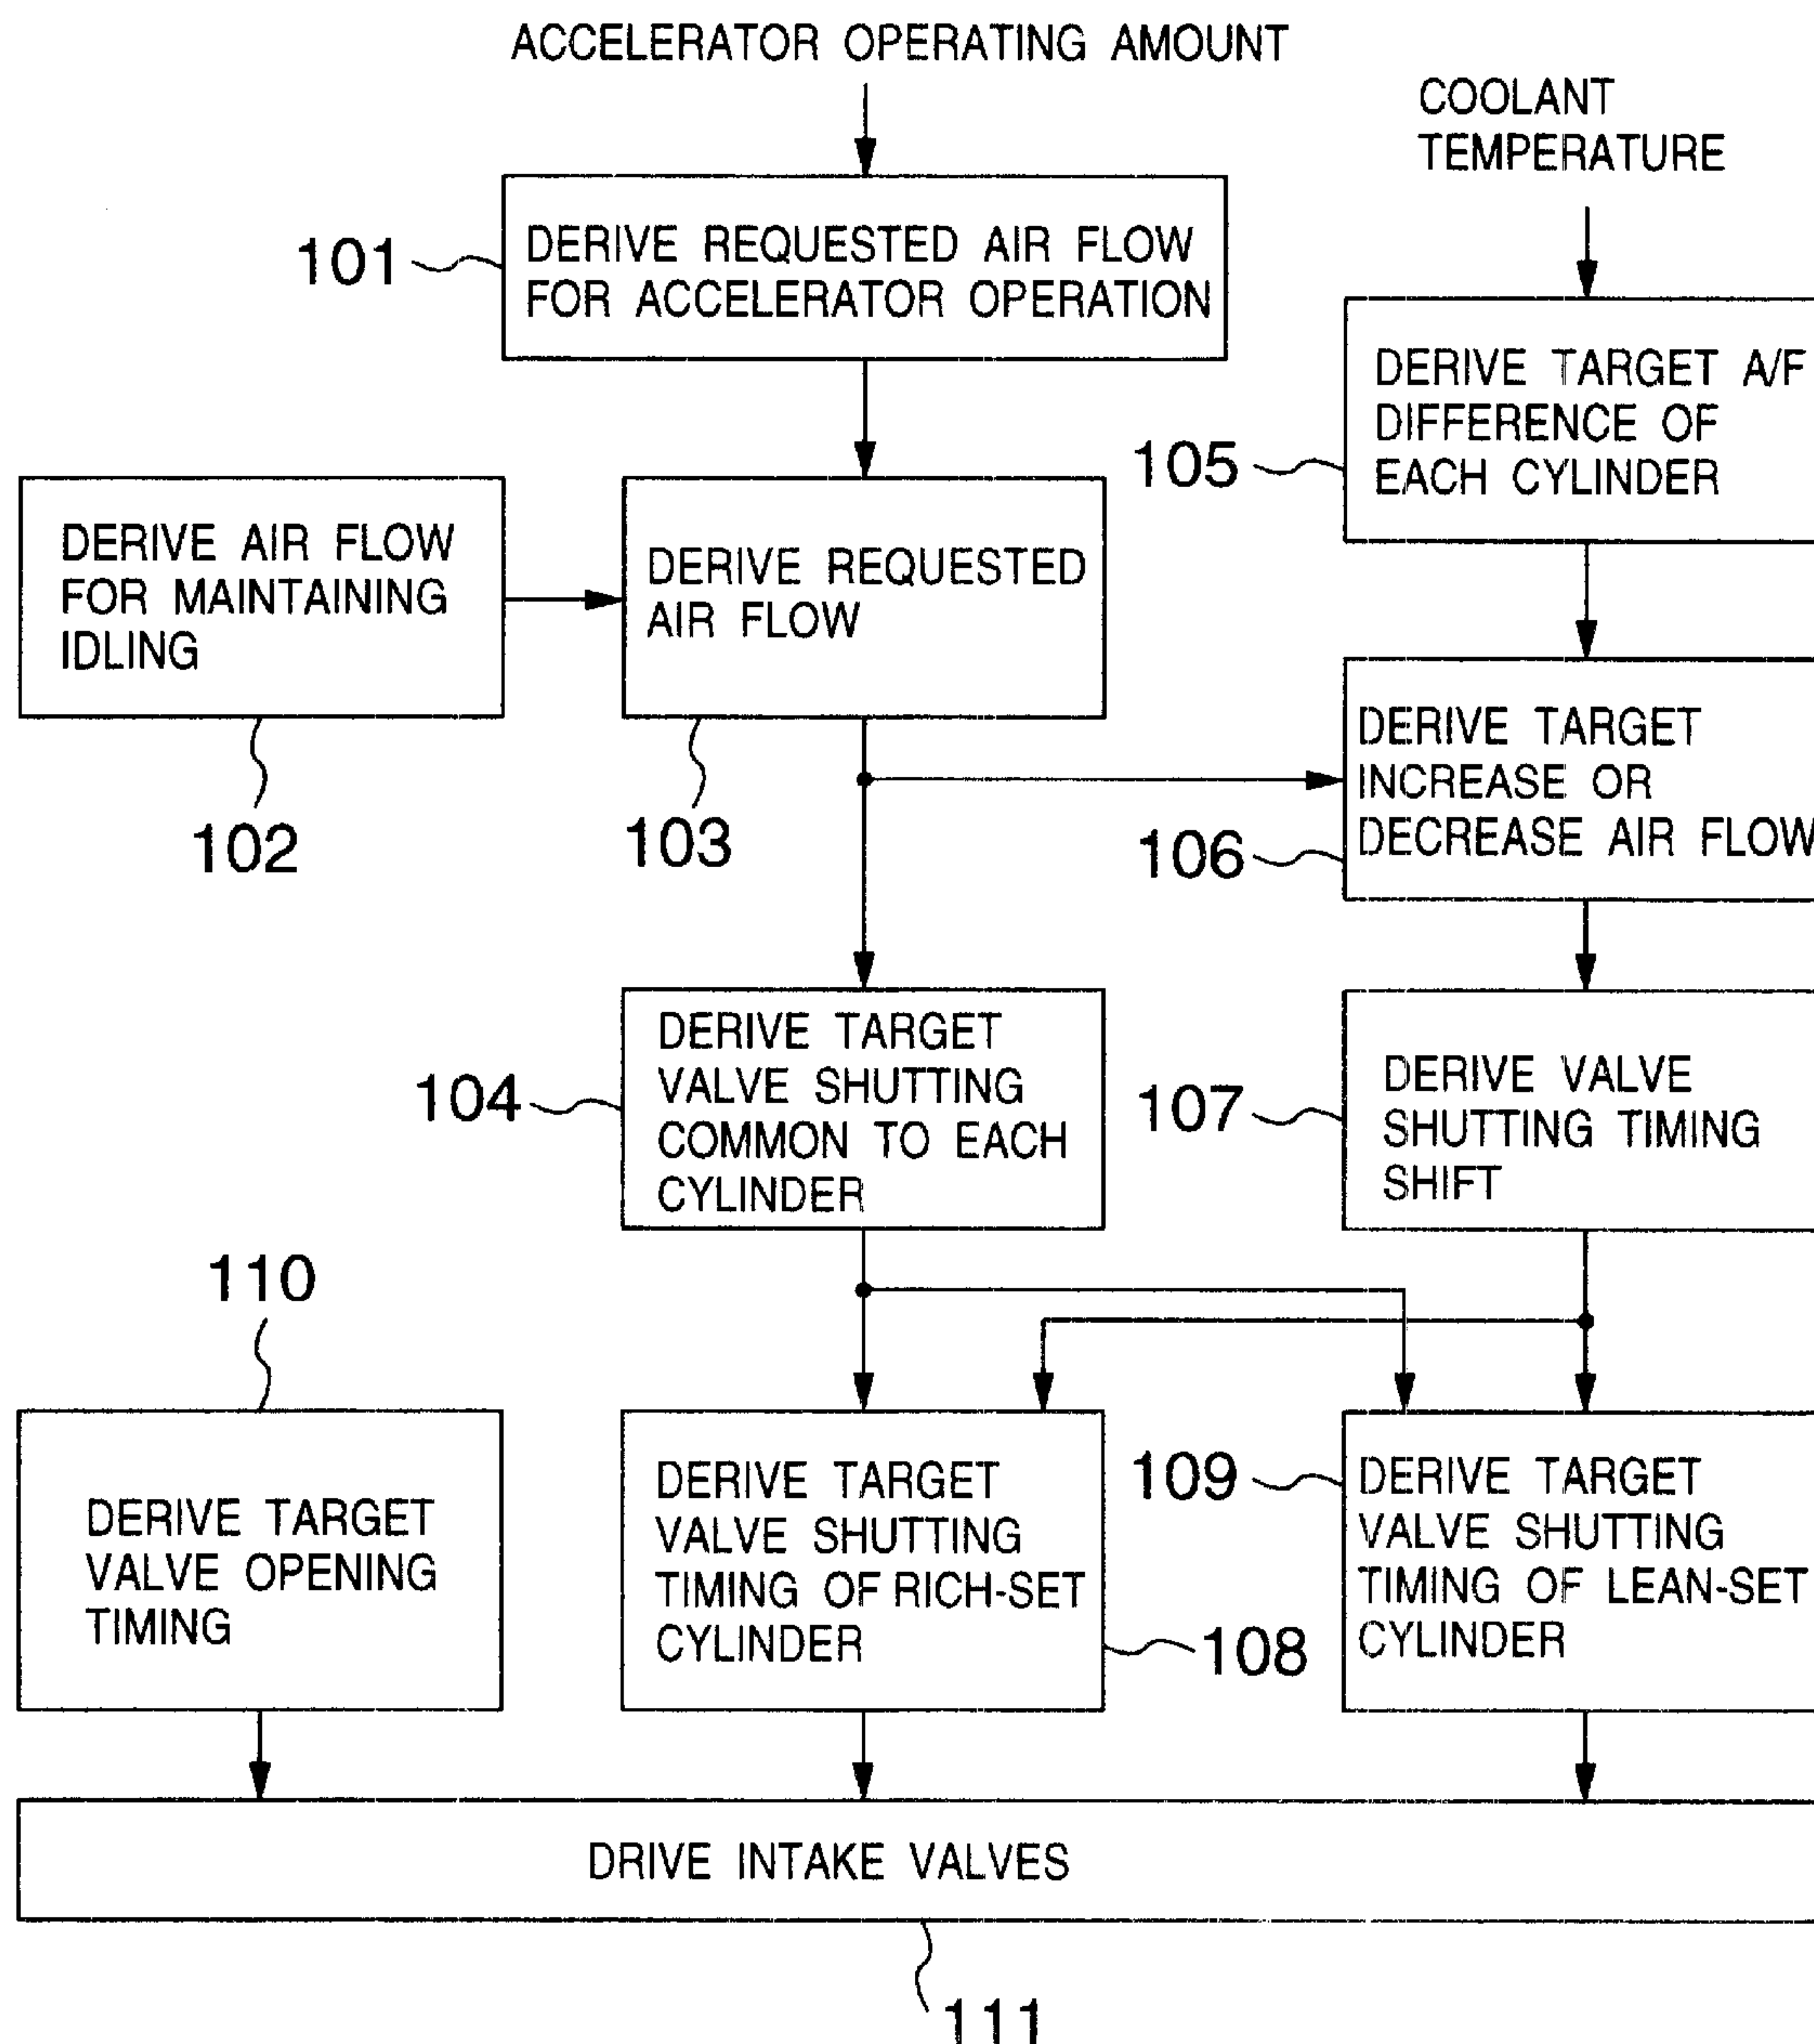 ACCELERATOR OPERATING AMOUNT
COOLANT
TEMPERATURE
101
DERIVE REQUESTED AIR FLOW
FOR ACCELERATOR OPERATION
105
DERIVE TARGET A/F
DIFFERENCE OF
EACH CYLINDER
DERIVE AIR FLOW
FOR MAINTAINING
IDLING
102
DERIVE REQUESTED
AIR FLOW
103
106
DERIVE TARGET
INCREASE OR
DECREASE AIR FLOW
104
DERIVE TARGET
VALVE SHUTTING
COMMON TO EACH
CYLINDER
107
DERIVE VALVE
SHUTTING TIMING
SHIFT
110
DERIVE TARGET
VALVE OPENING
TIMING
DERIVE TARGET
VALVE SHUTTING
TIMING OF RICH-SET
CYLINDER
108
109
DERIVE TARGET
VALVE SHUTTING
TIMING OF LEAN-SET
CYLINDER
DRIVE INTAKE VALVES
111